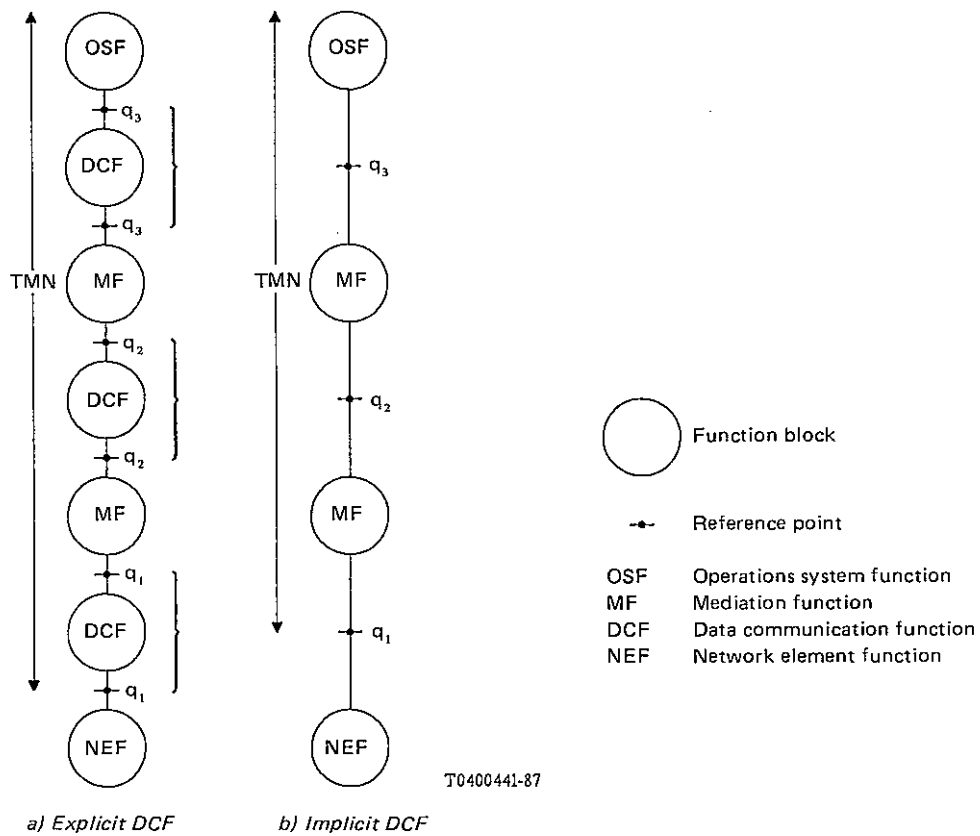 OSF
q3
DCF
q3
TMN
MF
q2
DCF
q2
MF
q1
DCF
q1
NEF
a) Explicit DCF
OSF
q3
TMN
MF
q2
MF
q1
NEF
b) Implicit DCF
T0400441-87
Function block
Reference point
OSF Operations system function
MF Mediation function
DCF Data communication function
NEF Network element function